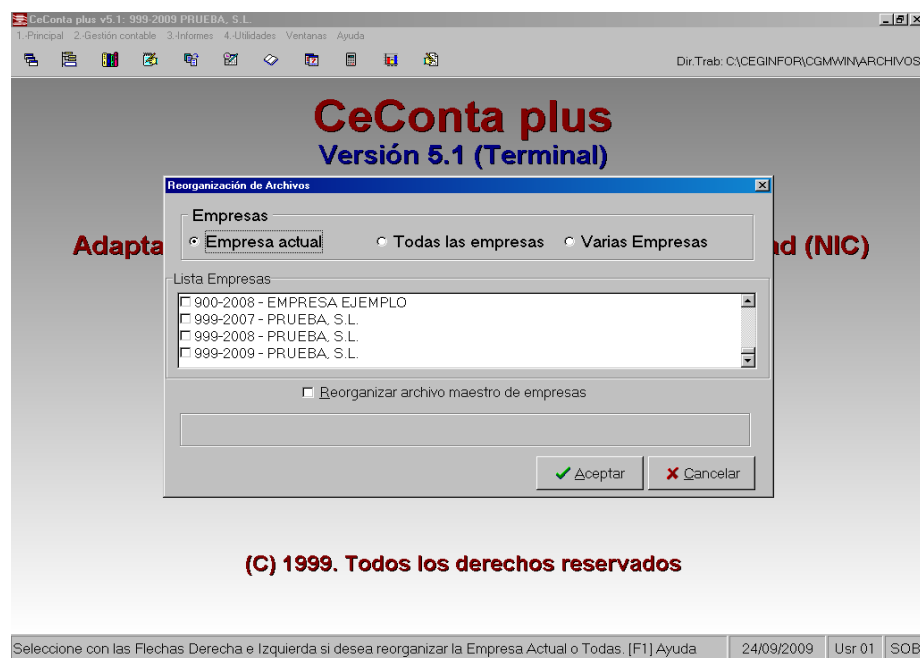 CeConta plus v5.1: 999-2009 PRUEBA, S.L.
1.-Principal 2.-Gestión contable 3.-Informes 4.-Utilidades Ventanas Ayuda
Dir.Trab: C:\CEGINFOR\CGMWIN\ARCHIVOS
CeConta plus
Versión 5.1 (Terminal)
Reorganización de Archivos
Empresas
Empresa actual Todas las empresas Varias Empresas
Adapta ad (NIC)
Lista Empresas
900-2008 - EMPRESA EJEMPLO
999-2007 - PRUEBA, S.L.
999-2008 - PRUEBA, S.L.
999-2009 - PRUEBA, S.L.
Reorganizar archivo maestro de empresas
Aceptar Cancelar
(C) 1999. Todos los derechos reservados
Seleccione con las Flechas Derecha e Izquierda si desea reorganizar la Empresa Actual o Todas. [F1] Ayuda 24/09/2009 Usr 01 SOB